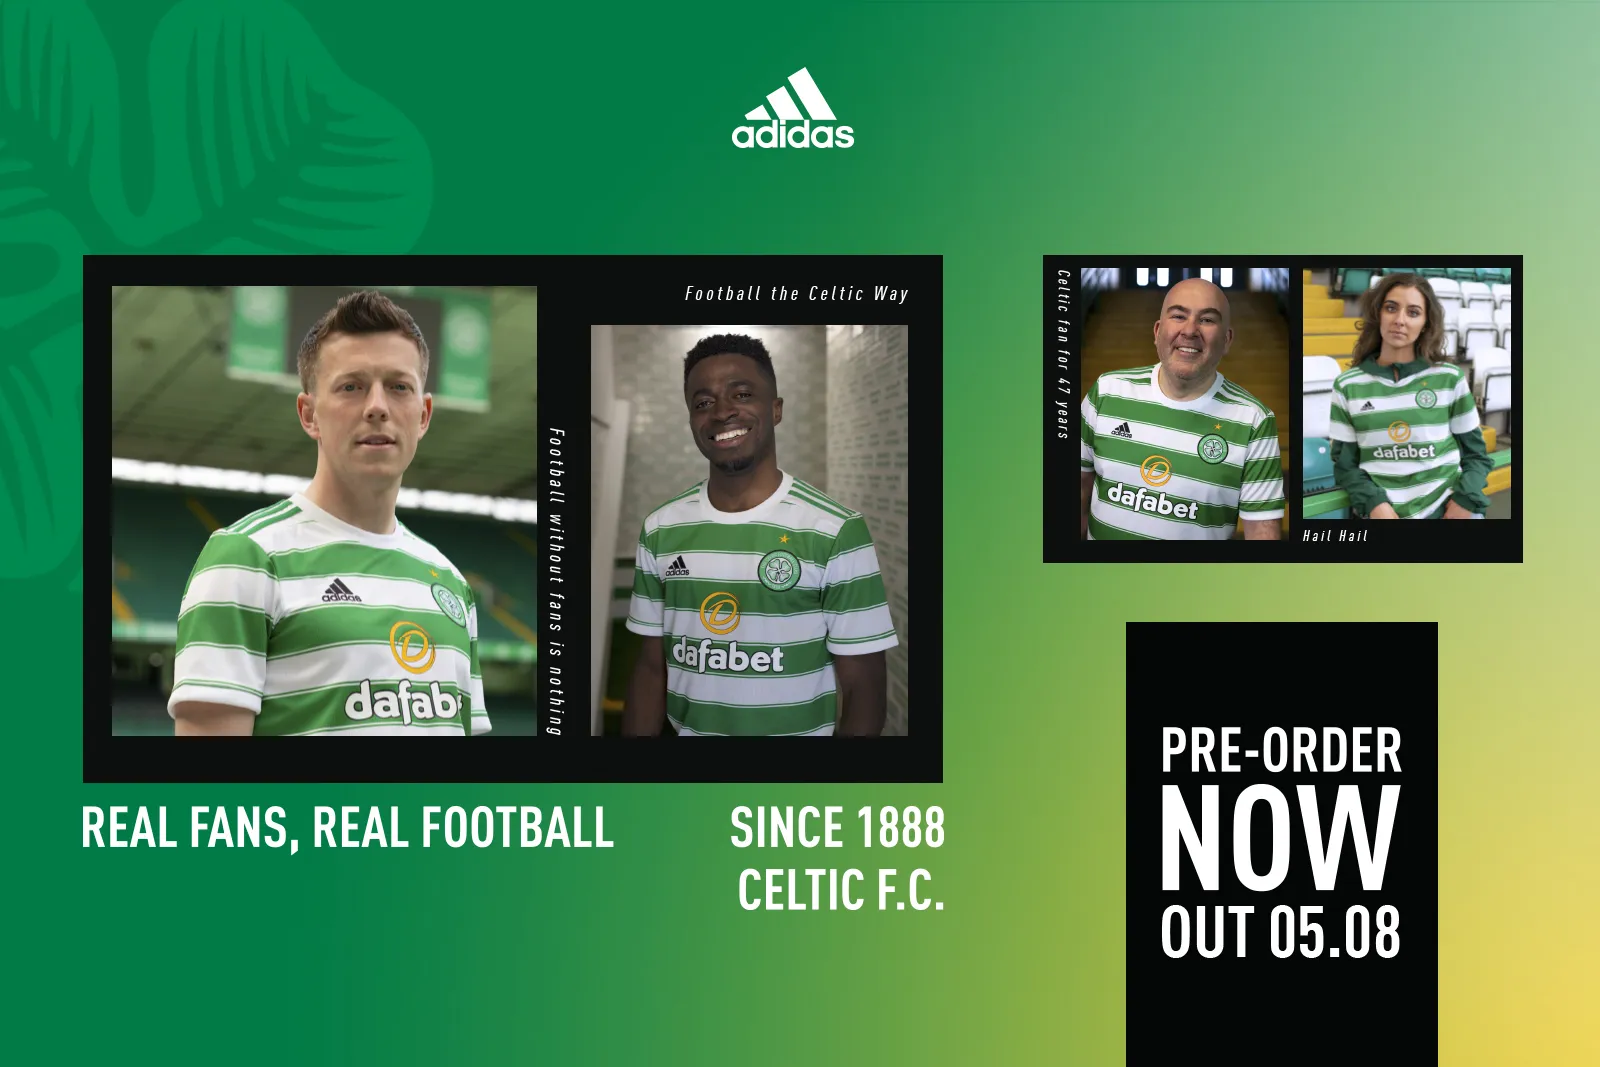 adidas
Football the Celtic Way
Football without fans is nothing
adidas
dafab
adidas
dafabet
Celtic fan for 47 years
adidas
dafabet
dafabet
Hail Hail
REAL FANS, REAL FOOTBALL
SINCE 1888
CELTIC F.C.
PRE-ORDER
NOW
OUT 05.08